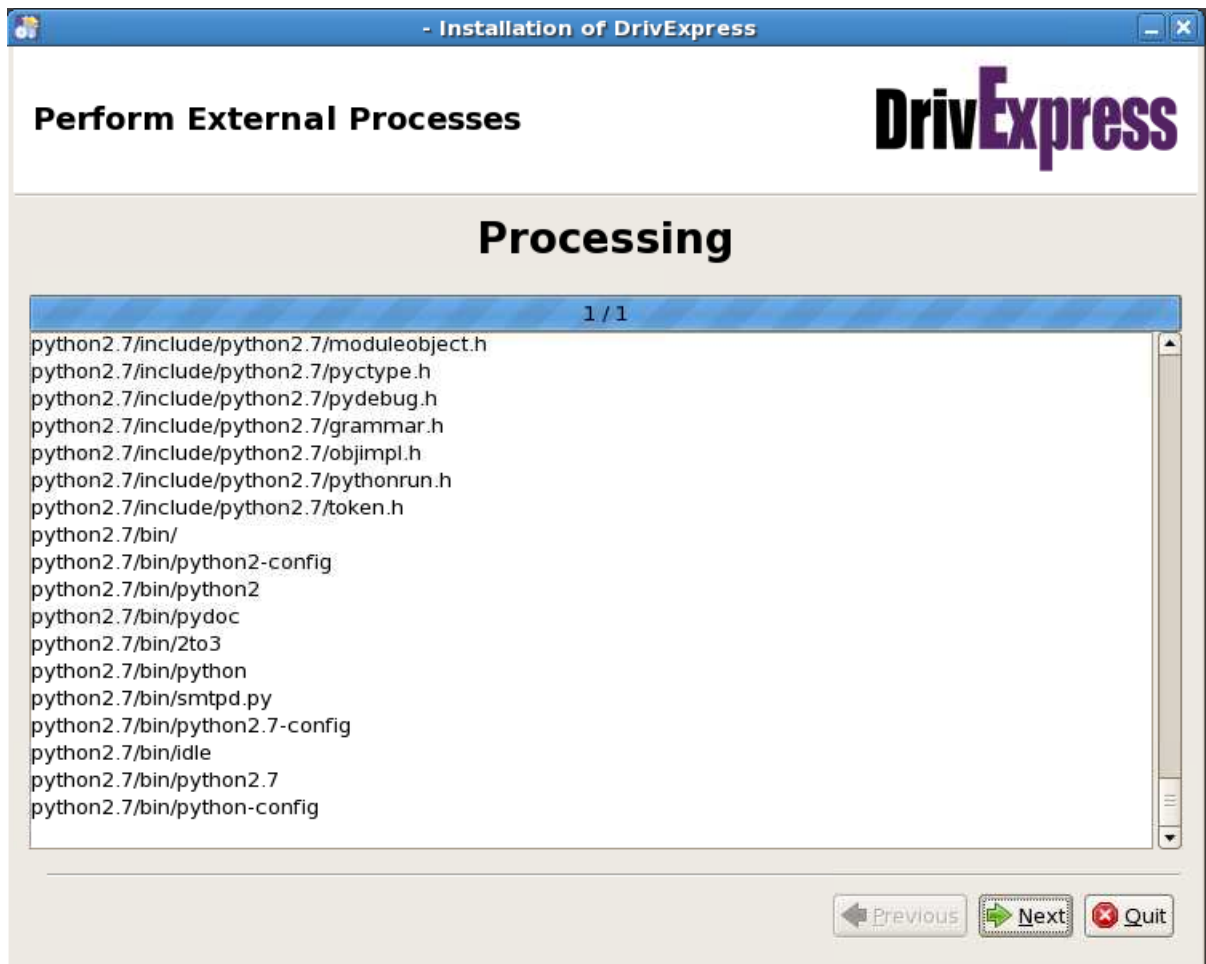 - Installation of DrivExpress
Perform External Processes
DrivExpress
Processing
1 / 1
python2.7/include/python2.7/moduleobject.h
python2.7/include/python2.7/pyctype.h
python2.7/include/python2.7/pydebug.h
python2.7/include/python2.7/grammar.h
python2.7/include/python2.7/objimpl.h
python2.7/include/python2.7/pythonrun.h
python2.7/include/python2.7/token.h
python2.7/bin/
python2.7/bin/python2-config
python2.7/bin/python2
python2.7/bin/pydoc
python2.7/bin/2to3
python2.7/bin/python
python2.7/bin/smtpd.py
python2.7/bin/python2.7-config
python2.7/bin/idle
python2.7/bin/python2.7
python2.7/bin/python-config
Previous Next Quit